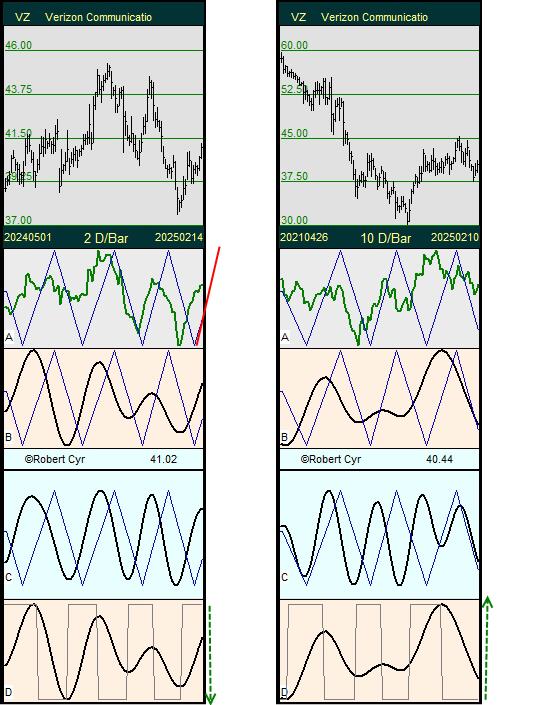 VZ Verizon Communicatio
46.00
43.75
41.50
39.25
37.00
20240501 2 D/Bar 20250214
A
B
©Robert Cyr 41.02
C
D
VZ Verizon Communicatio
60.00
52.50
45.00
37.50
30.00
20210426 10 D/Bar 20250210
A
B
©Robert Cyr 40.44
C
D